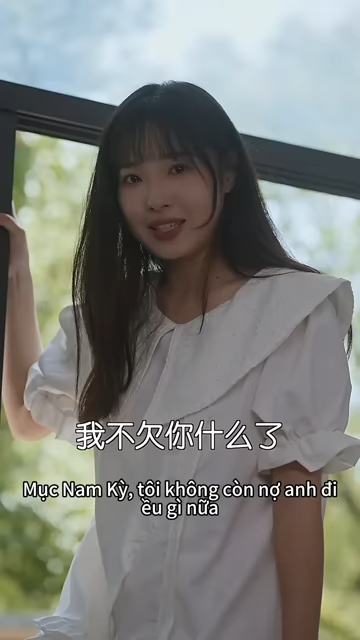 我不欠你什么了
Mục Nam Kỳ, tôi không còn nợ anh đi
ều gì nữa